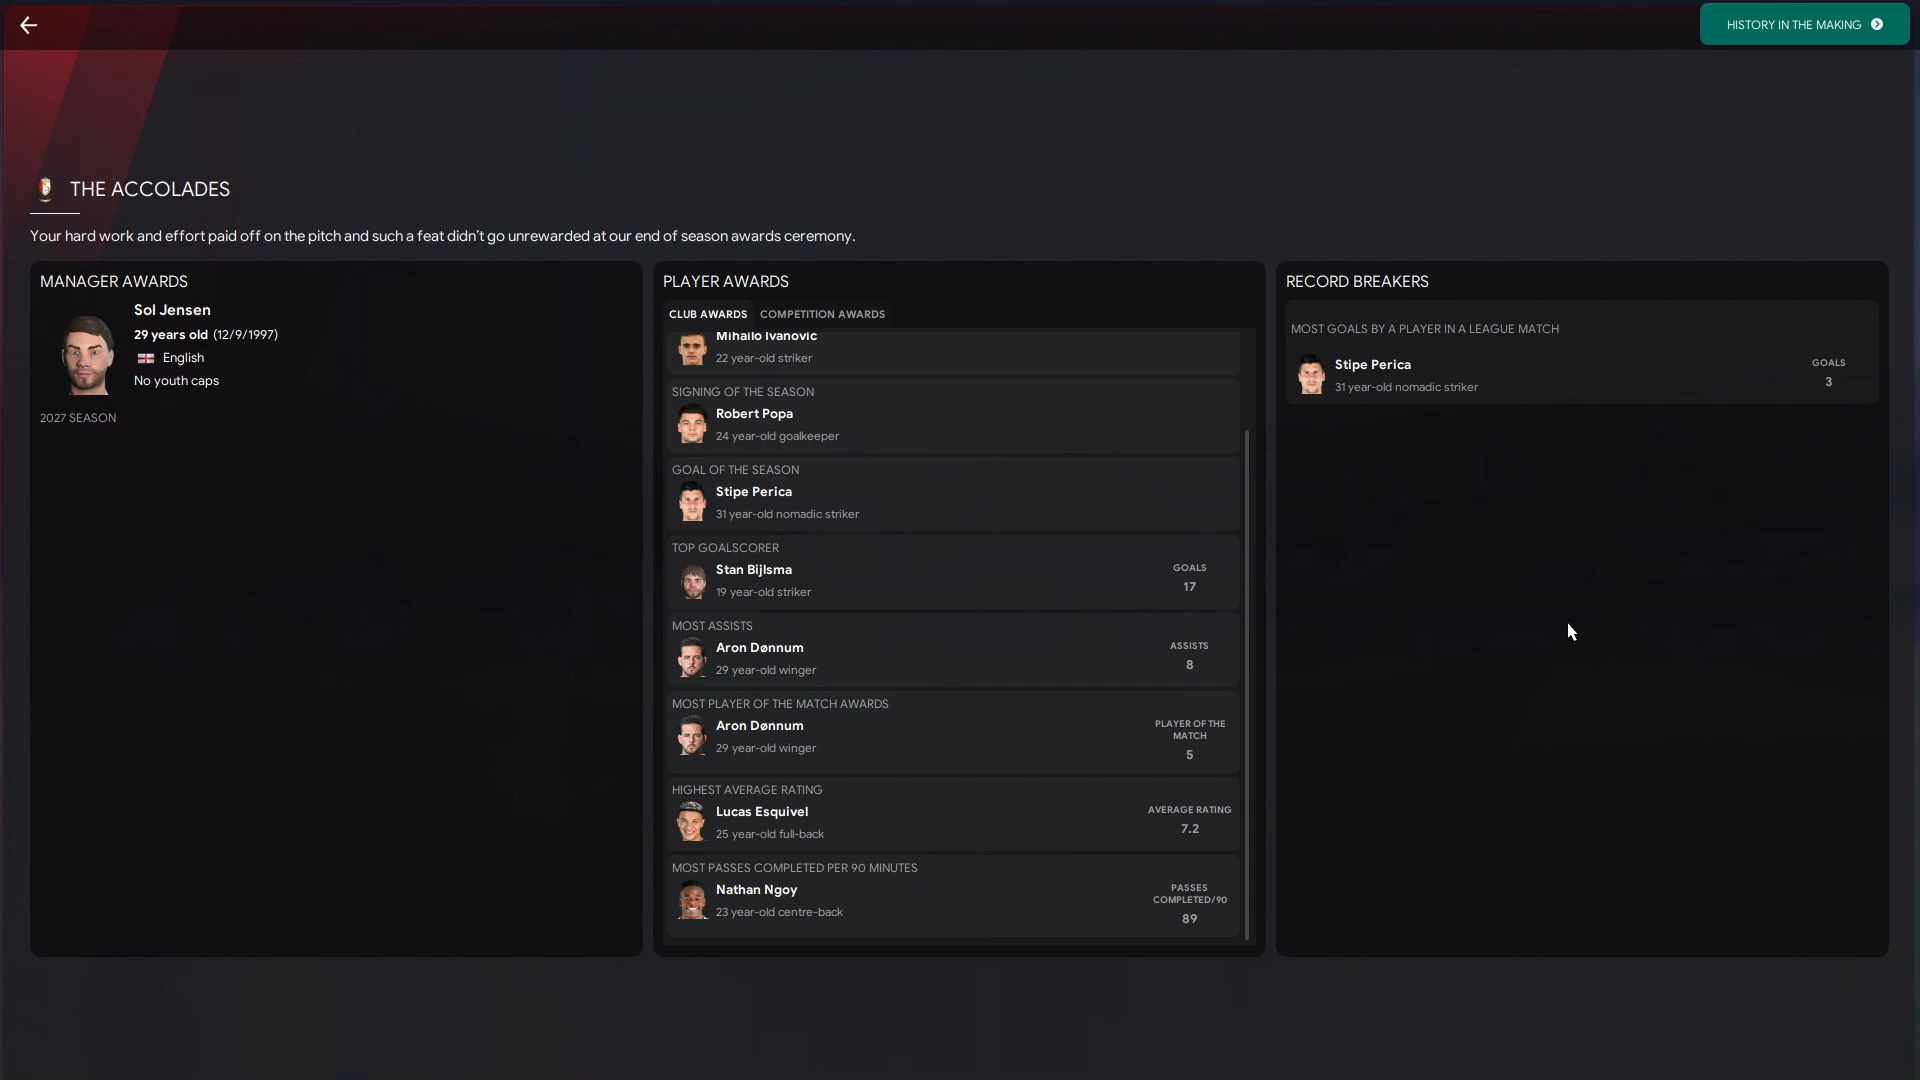 HISTORY IN THE MAKING
THE ACCOLADES
Your hard work and effort paid off on the pitch and such a feat didn't go unrewarded at our end of season awards ceremony.
MANAGER AWARDS
Sol Jensen
29 years old (12/9/1997)
English
No youth caps
2027 SEASON
PLAYER AWARDS
CLUB AWARDS COMPETITION AWARDS
Mihailo Ivanovic
22 year-old striker
SIGNING OF THE SEASON
Robert Popa
24 year-old goalkeeper
GOAL OF THE SEASON
Stipe Perica
31 year-old nomadic striker
TOP GOALSCORER
Stan Bijlsma
19 year-old striker
GOALS
17
MOST ASSISTS
Aron Dønnum
29 year-old winger
ASSISTS
8
MOST PLAYER OF THE MATCH AWARDS
Aron Dønnum
29 year-old winger
PLAYER OF THE
MATCH
5
HIGHEST AVERAGE RATING
Lucas Esquivel
25 year-old full-back
AVERAGE RATING
7.2
MOST PASSES COMPLETED PER 90 MINUTES
Nathan Ngoy
23 year-old centre-back
PASSES
COMPLETED/90
89
RECORD BREAKERS
MOST GOALS BY A PLAYER IN A LEAGUE MATCH
Stipe Perica
31 year-old nomadic striker
GOALS
3